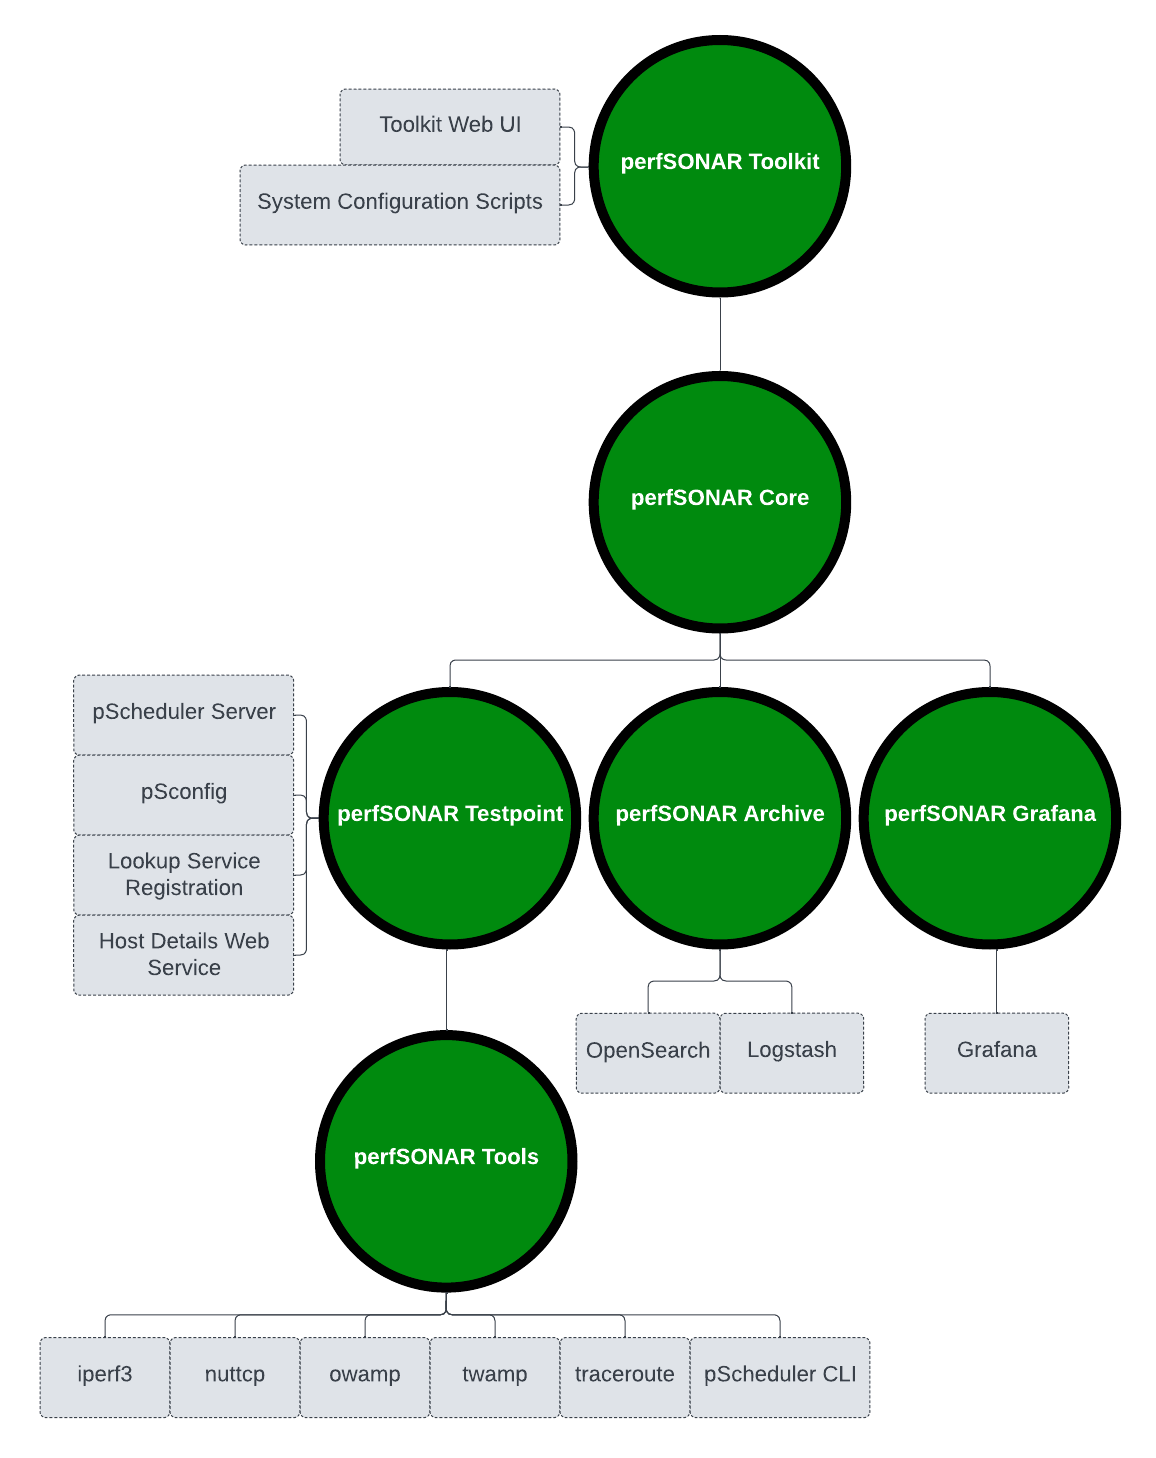 Toolkit Web UI
perfSONAR Toolkit
System Configuration Scripts
perfSONAR Core
pScheduler Server
pSconfig
Lookup Service
Registration
Host Details Web
Service
perfSONAR Testpoint
perfSONAR Archive
perfSONAR Grafana
OpenSearch
Logstash
Grafana
perfSONAR Tools
iperf3
nuttcp
owamp
twamp
traceroute
pScheduler CLI